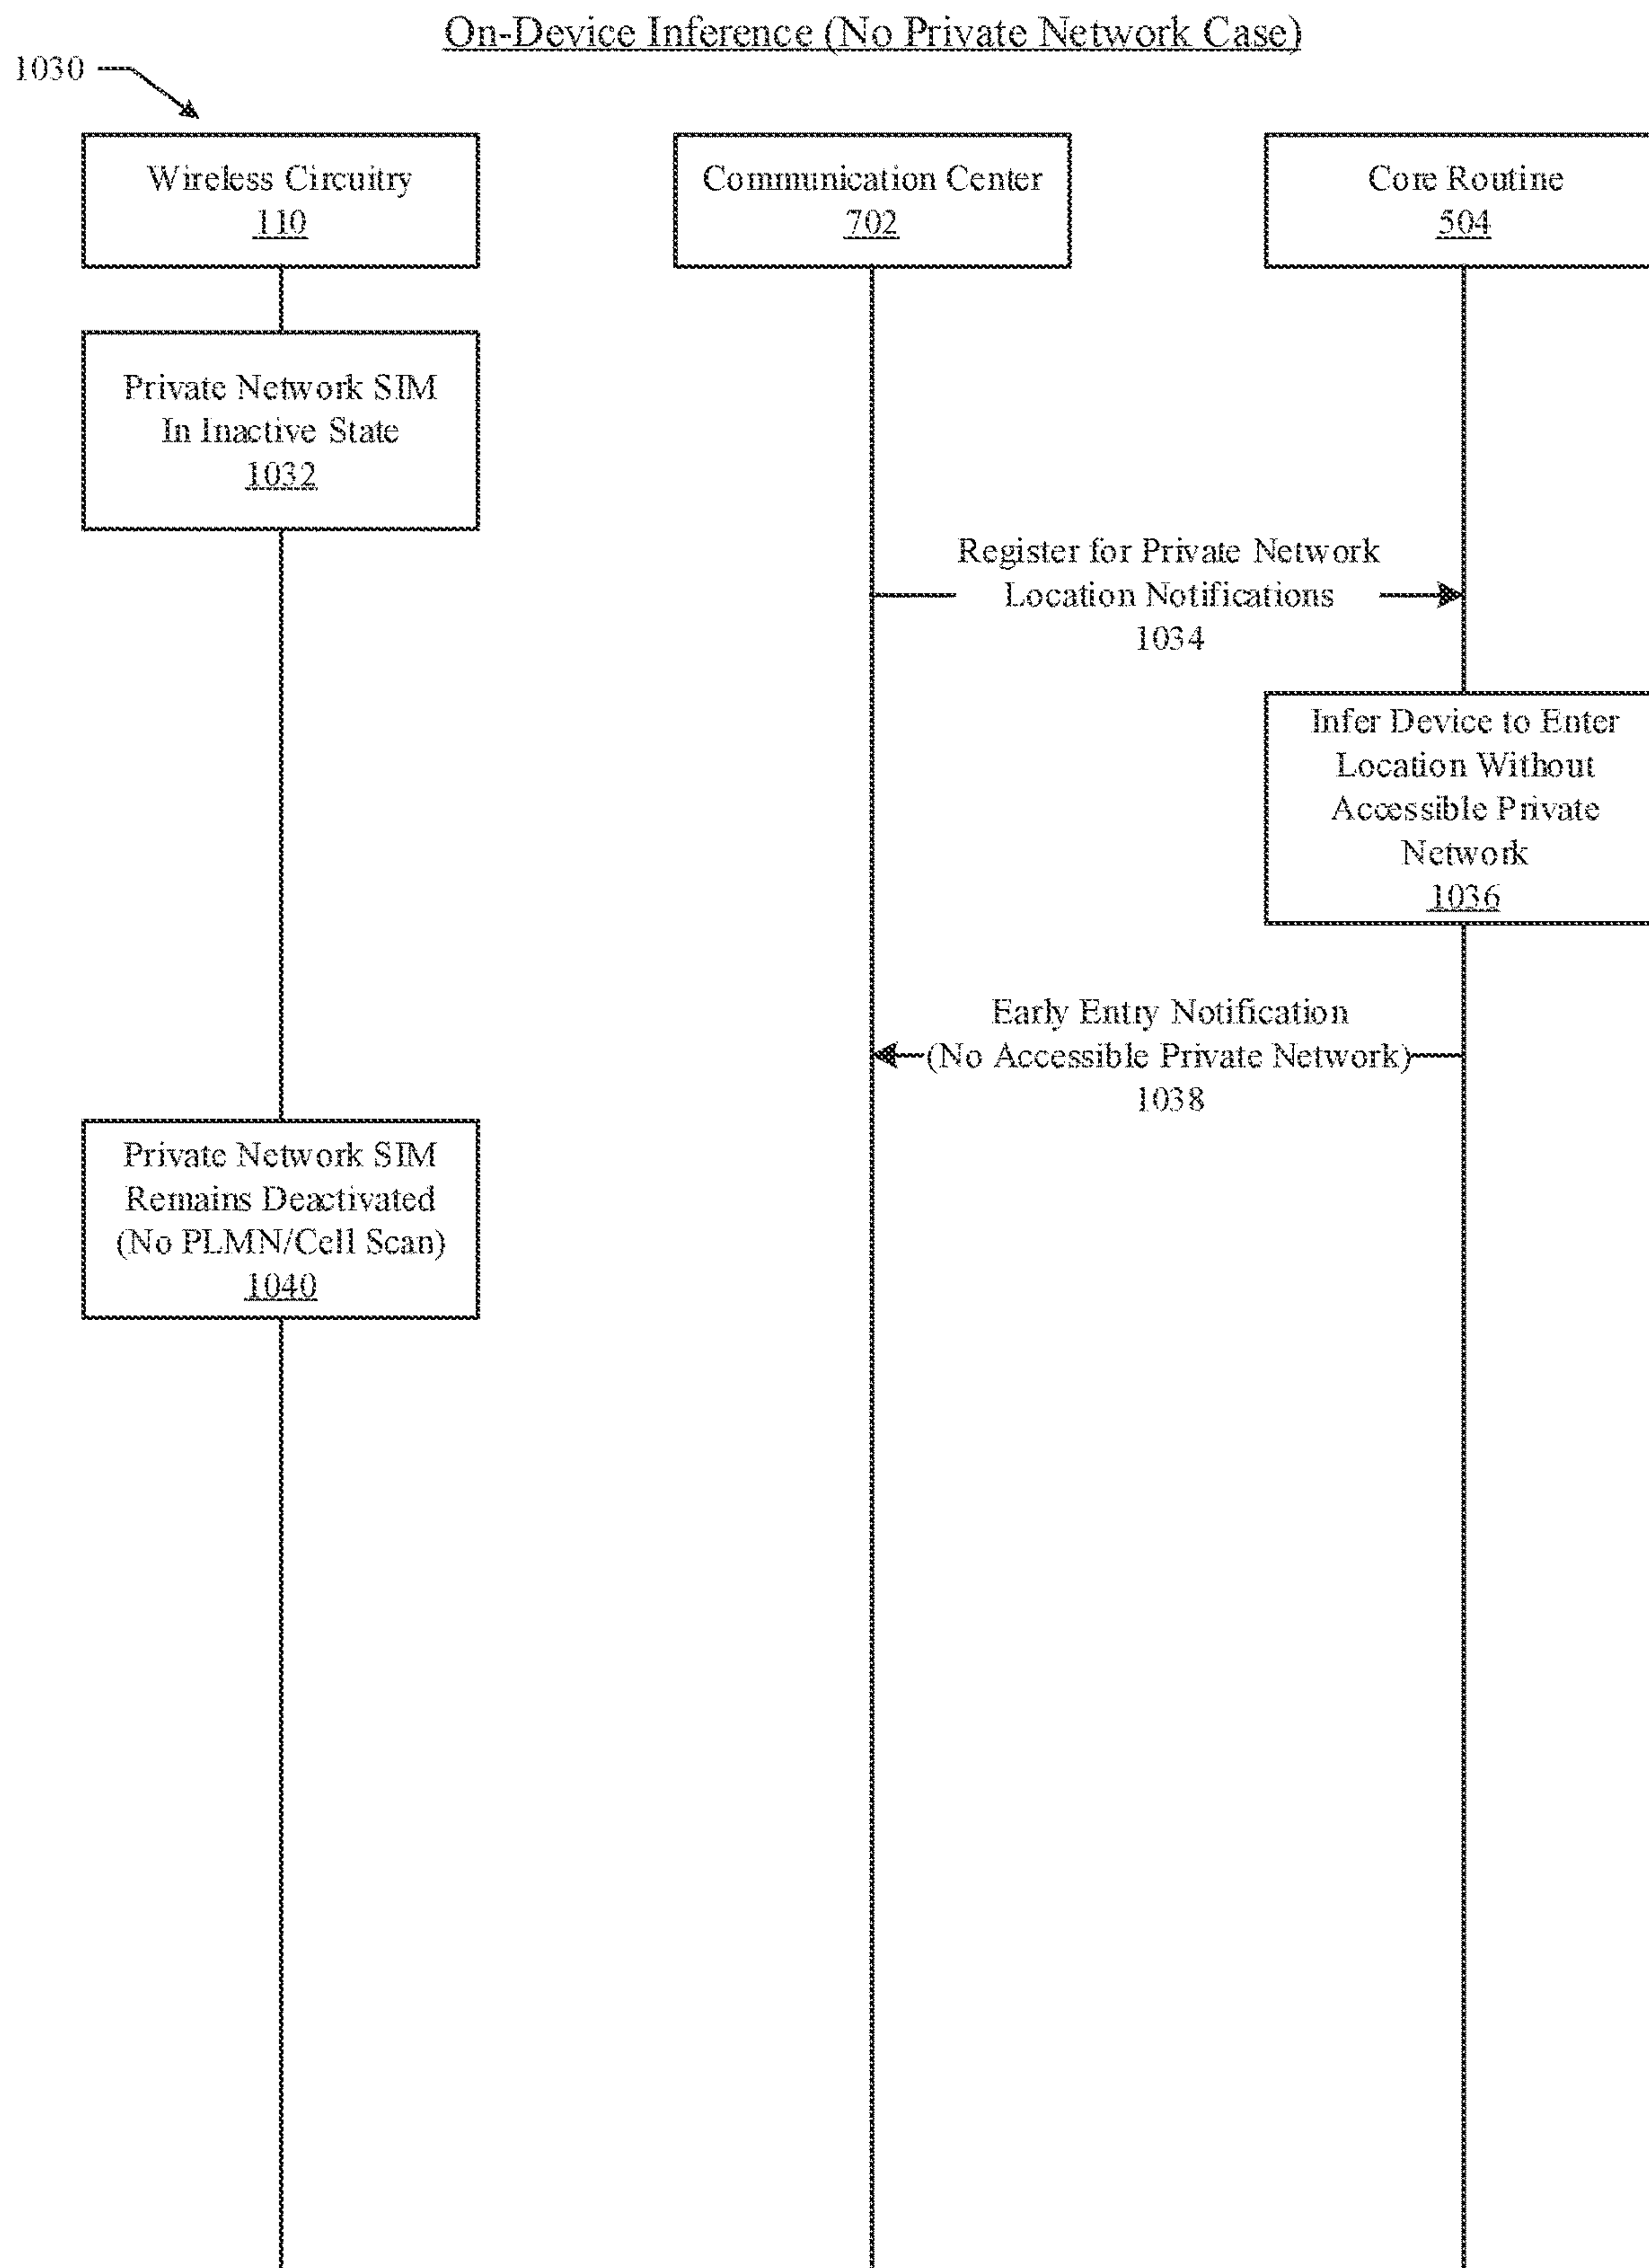 On-Device Inference (No Private Network Case)
1030
Wireless Circuitry
110
Communication Center
702
Core Routine
504
Private Network SIM
In Inactive State
1032
Register for Private Network
Location Notifications
1034
Infer Device to Enter
Location Without
Accessible Private
Network
1036
Early Entry Notification
(No Accessible Private Network)
1038
Private Network SIM
Remains Deactivated
(No PLMN/Cell Scan)
1040